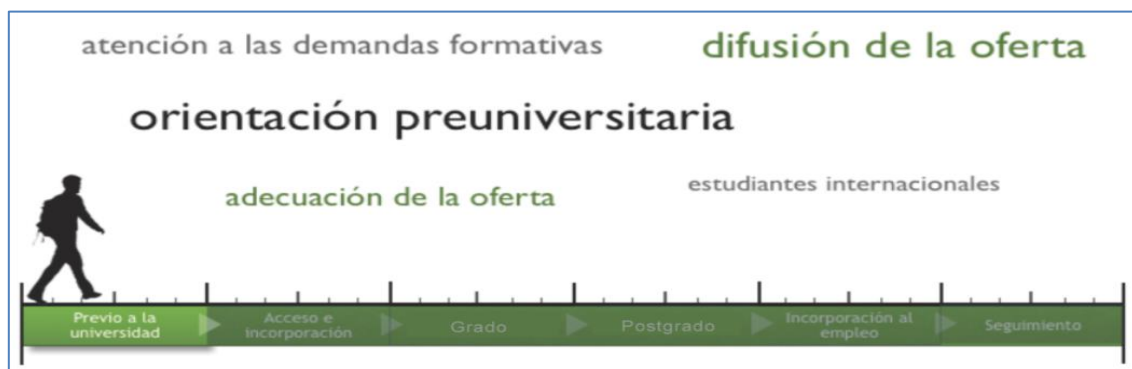 atención a las demandas formativas
difusión de la oferta
orientación preuniversitaria
adecuación de la oferta
estudiantes internacionales
Previo a la
universidad
Acceso e
incorporación
Grado
Postgrado
Incorporación al
empleo
Seguimiento